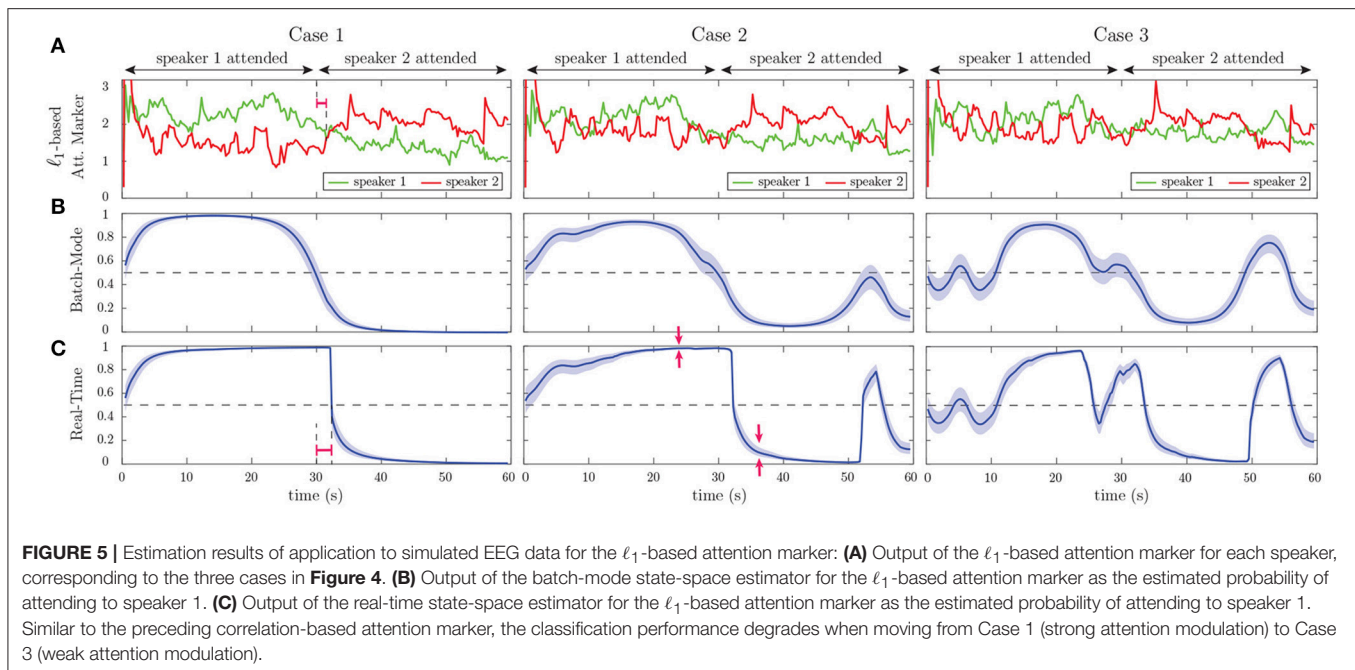 Case 1 Case 2 Case 3
speaker 1 attended speaker 2 attended speaker 1 attended speaker 2 attended speaker 1 attended speaker 2 attended
A
ℓ1-based
Att. Marker
3
2
1
0
speaker 1 speaker 2 speaker 1 speaker 2 speaker 1 speaker 2
B
Batch-Mode
1
0.8
0.6
0.4
0.2
0
C
Real-Time
1
0.8
0.6
0.4
0.2
0
0 10 20 30 40 50 60 0 10 20 30 40 50 60 0 10 20 30 40 50 60
time (s) time (s) time (s)
FIGURE 5 | Estimation results of application to simulated EEG data for the ℓ1-based attention marker: (A) Output of the ℓ1-based attention marker for each speaker,
corresponding to the three cases in Figure 4. (B) Output of the batch-mode state-space estimator for the ℓ1-based attention marker as the estimated probability of
attending to speaker 1. (C) Output of the real-time state-space estimator for the ℓ1-based attention marker as the estimated probability of attending to speaker 1.
Similar to the preceding correlation-based attention marker, the classification performance degrades when moving from Case 1 (strong attention modulation) to Case
3 (weak attention modulation).